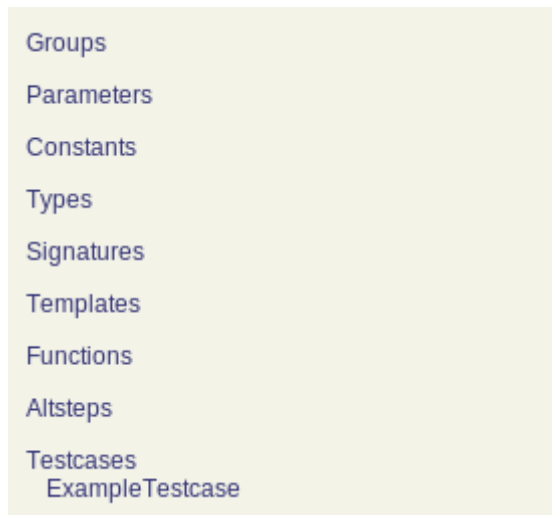 Groups
Parameters
Constants
Types
Signatures
Templates
Functions
Altsteps
Testcases
ExampleTestcase